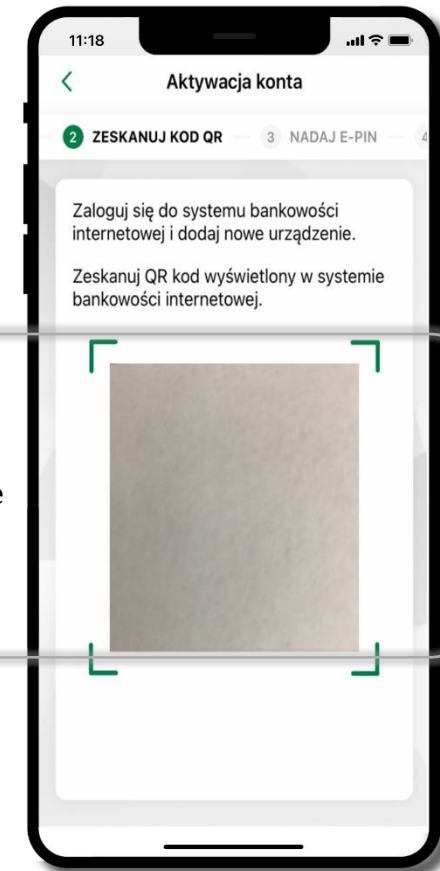 11:18
Aktywacja konta
2 ZESKANUJ KOD QR 3 NADAJ E-PIN 4
Zaloguj się do systemu bankowości
internetowej i dodaj nowe urządzenie.
Zeskanuj QR kod wyświetlony w systemie
bankowości internetowej.
e